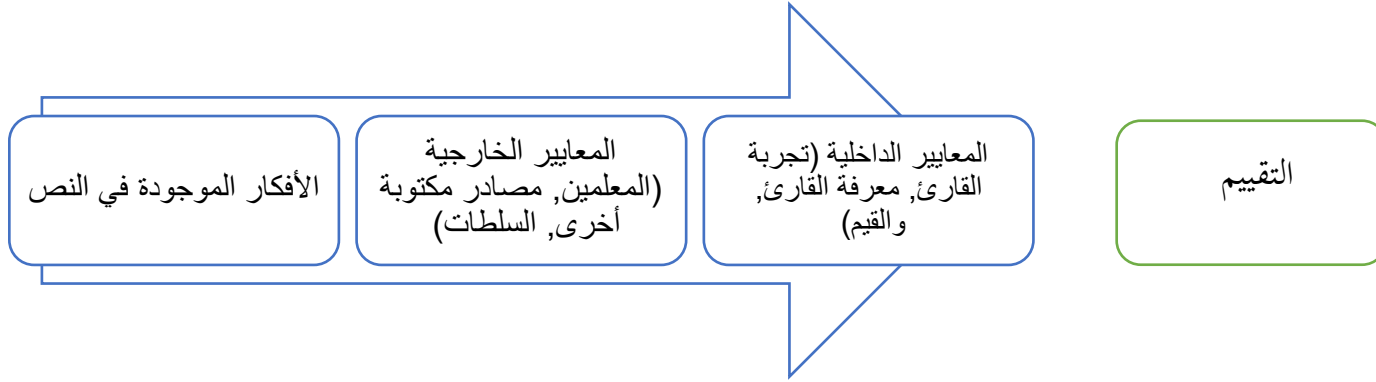 الأفكار الموجودة في النص
المعايير الخارجية
(المعلمين, مصادر مكتوبة
أخرى, السلطات)
المعايير الداخلية (تجربة
القارئ, معرفة القارئ,
والقيم)
التقييم